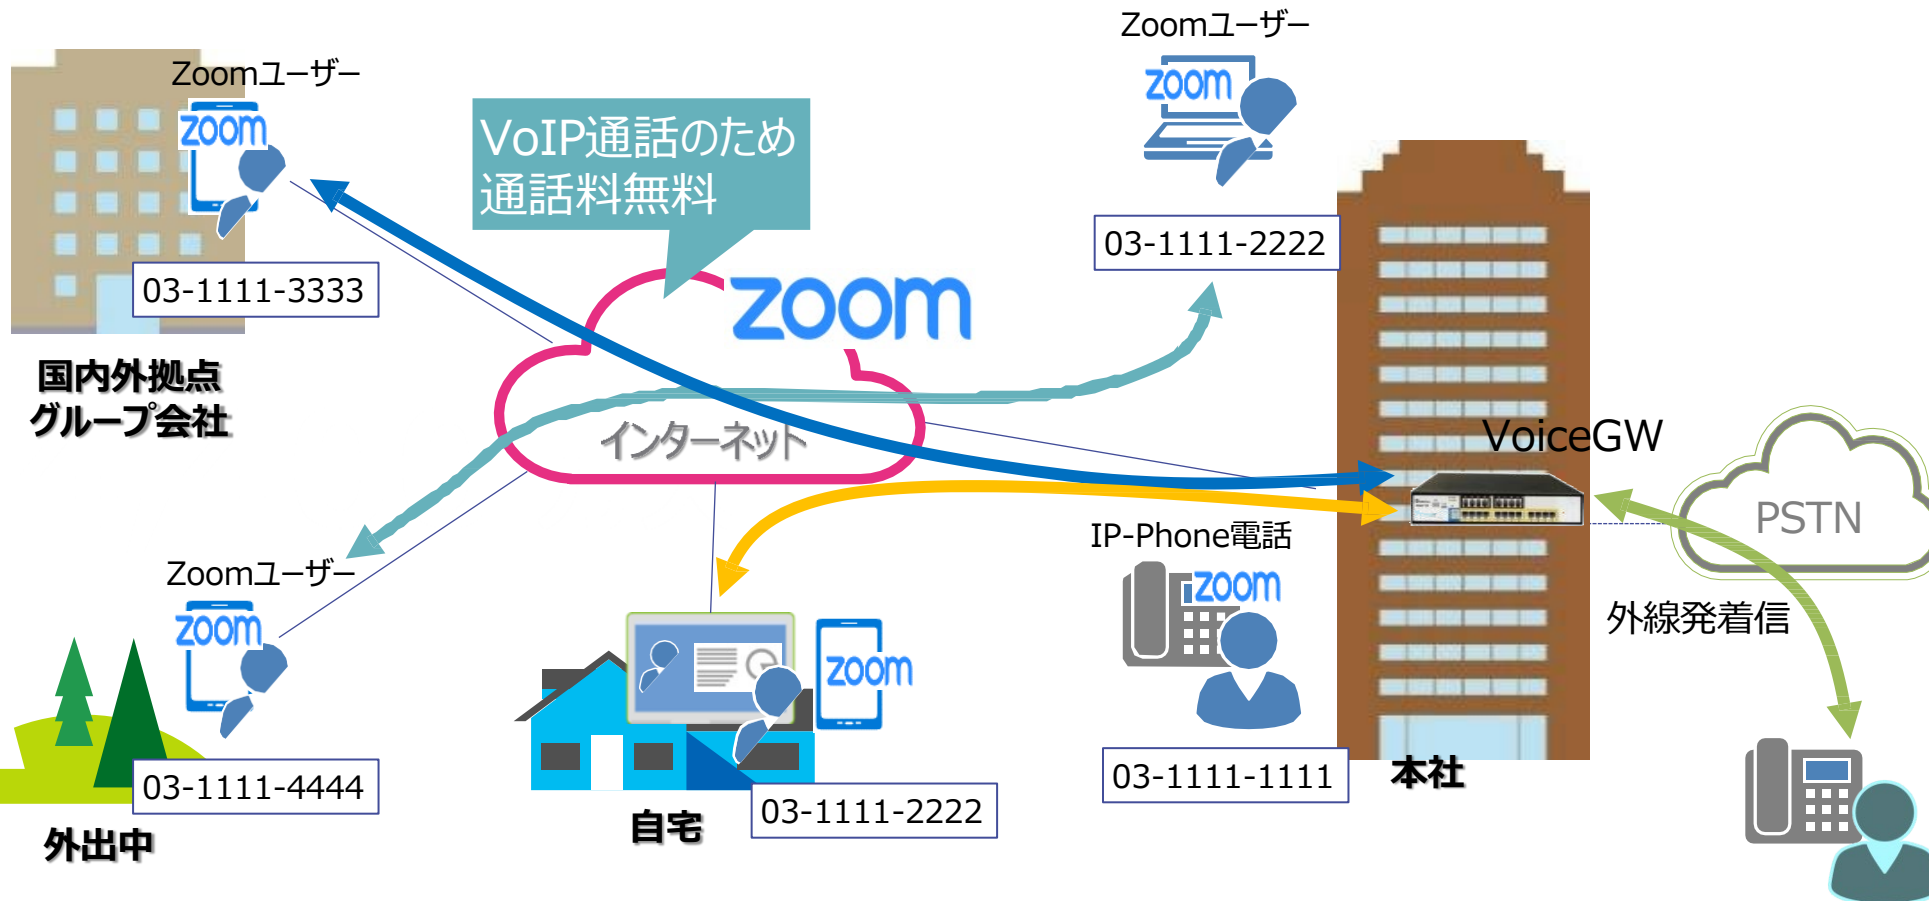 Zoomユーザー
Zoomユーザー
zoom
zoom
VoIP通話のため
通話料無料
03-1111-2222
03-1111-3333
zoom
国内外拠点
グループ会社
インターネット
VoiceGW
PSTN
IP-Phone電話
Zoomユーザー
zoom
zoom
外線発着信
zoom
03-1111-4444
03-1111-2222
03-1111-1111
本社
自宅
外出中